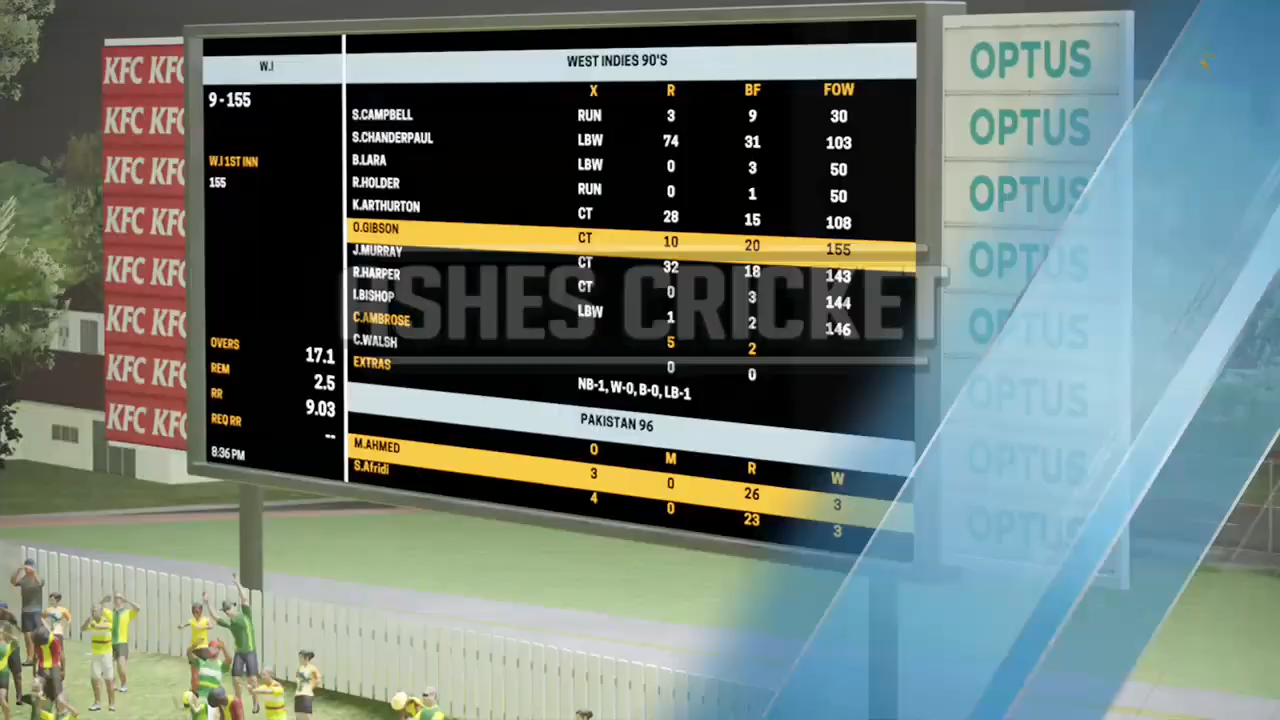 KFC KFC
KFC KFC
KFC KFC
KFC KFC
KFC KFC
KFC KFC
KFC KFC
KFC KFC
W.I
9-155
W.I 1ST INN
155
OVERS 17.1
REM 2.5
RR 9.03
REQ RR --
8:36 PM
WEST INDIES 90'S
X R BF FOW
S.CAMPBELL RUN 3 9 30
S.CHANDERPAUL LBW 74 31 103
B.LARA LBW 0 3 50
R.HOLDER RUN 0 1 50
K.ARTHURTON CT 28 15 108
O.GIBSON CT 10 20 155
J.MURRAY CT 32 18 143
R.HARPER CT 0 3 144
I.BISHOP LBW 1 2 146
C.AMBROSE 5 2
C.WALSH 0 0
EXTRAS NB-1, W-0, B-0, LB-1
PAKISTAN 96
O M R W
M.AHMED 3 0 26 3
S.Afridi 4 0 23 3
ASHES CRICKET
OPTUS
OPTUS
OPTUS
OPTUS
OPTUS
OPTUS
OPTUS
OPTUS